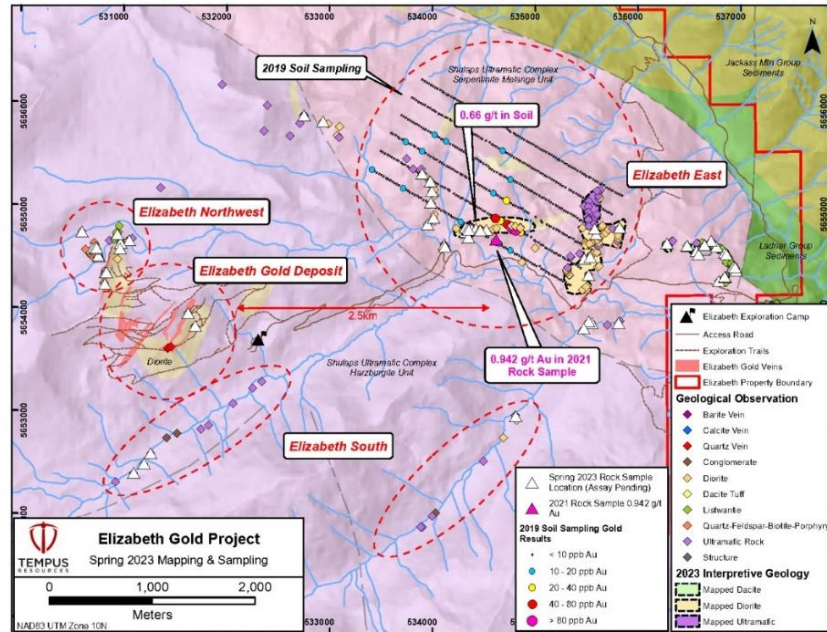 531000
532000
533000
534000
535000
536000
537000
5656000
5655000
5654000
5653000
N
Jackass Mtn Group
Sediments
2019 Soil Sampling
Shulaps Ultramafic Complex
Serpentinite Melange Unit
0.66 g/t in Soil
Elizabeth East
Elizabeth Northwest
Elizabeth Gold Deposit
Ladner Group
Sediments
2.5km
Diorite
Shulaps Ultramafic Complex
Harzburgite Unit
0.942 g/t Au in 2021
Rock Sample
Elizabeth South
Elizabeth Exploration Camp
Access Road
Exploration Trails
Elizabeth Gold Veins
Elizabeth Property Boundary
Geological Observation
Barite Vein
Calcite Vein
Quartz Vein
Conglomerate
Diorite
Dacite Tuff
Listwanite
Quartz-Feldspar-Biotite-Porphyry
Ultramafic Rock
Structure
2023 Interpretive Geology
Mapped Dacite
Mapped Diorite
Mapped Ultramafic
Spring 2023 Rock Sample
Location (Assay Pending)
2021 Rock Sample 0.942 g/t
Au
2019 Soil Sampling Gold
Results
< 10 ppb Au
10 - 20 ppb Au
20 - 40 ppb Au
40 - 80 ppb Au
> 80 ppb Au
TEMPUS
RESOURCES
Elizabeth Gold Project
Spring 2023 Mapping & Sampling
0
1,000
2,000
Meters
NAD83 UTM Zone 10N
533000
534000